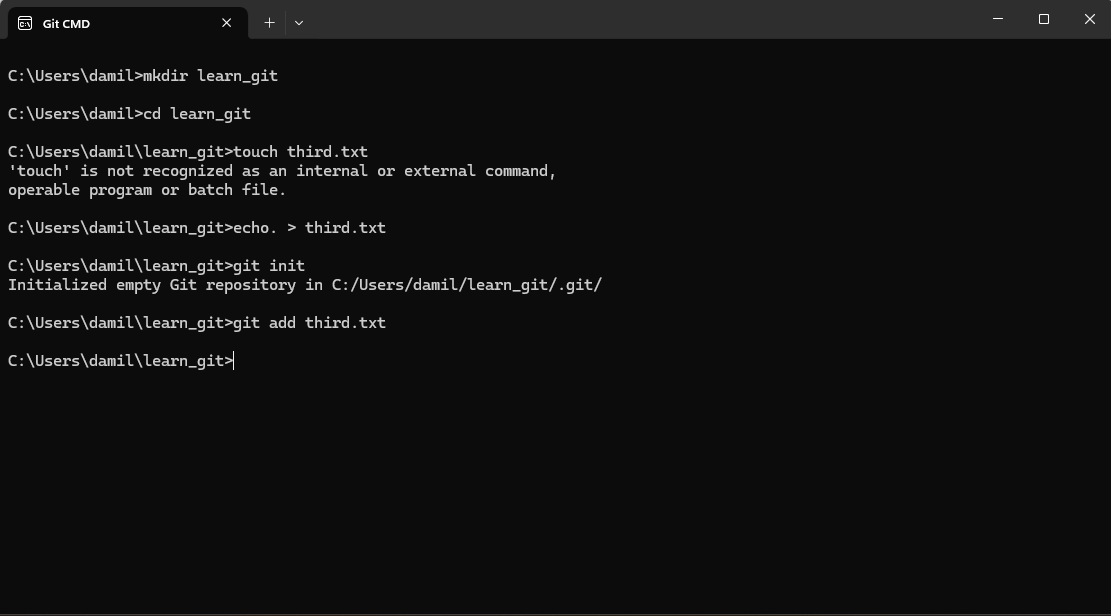 Git CMD
C:\Users\damil>mkdir learn_git
C:\Users\damil>cd learn_git
C:\Users\damil\learn_git>touch third.txt
'touch' is not recognized as an internal or external command,
operable program or batch file.
C:\Users\damil\learn_git>echo. > third.txt
C:\Users\damil\learn_git>git init
Initialized empty Git repository in C:/Users/damil/learn_git/.git/
C:\Users\damil\learn_git>git add third.txt
C:\Users\damil\learn_git>